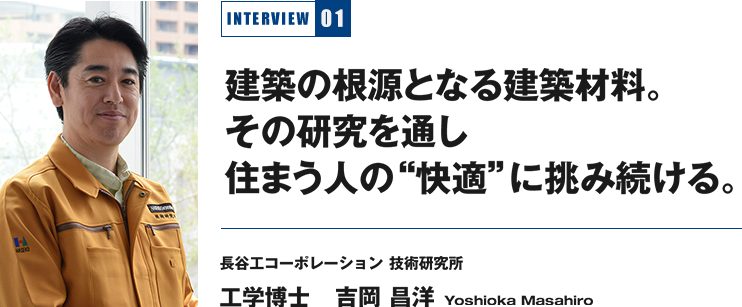 INTERVIEW 01
建築の根源となる建築材料。
その研究を通し
住まう人の“快適”に挑み続ける。
長谷工コーポレーション 技術研究所
工学博士 吉岡 昌洋 Yoshioka Masahiro